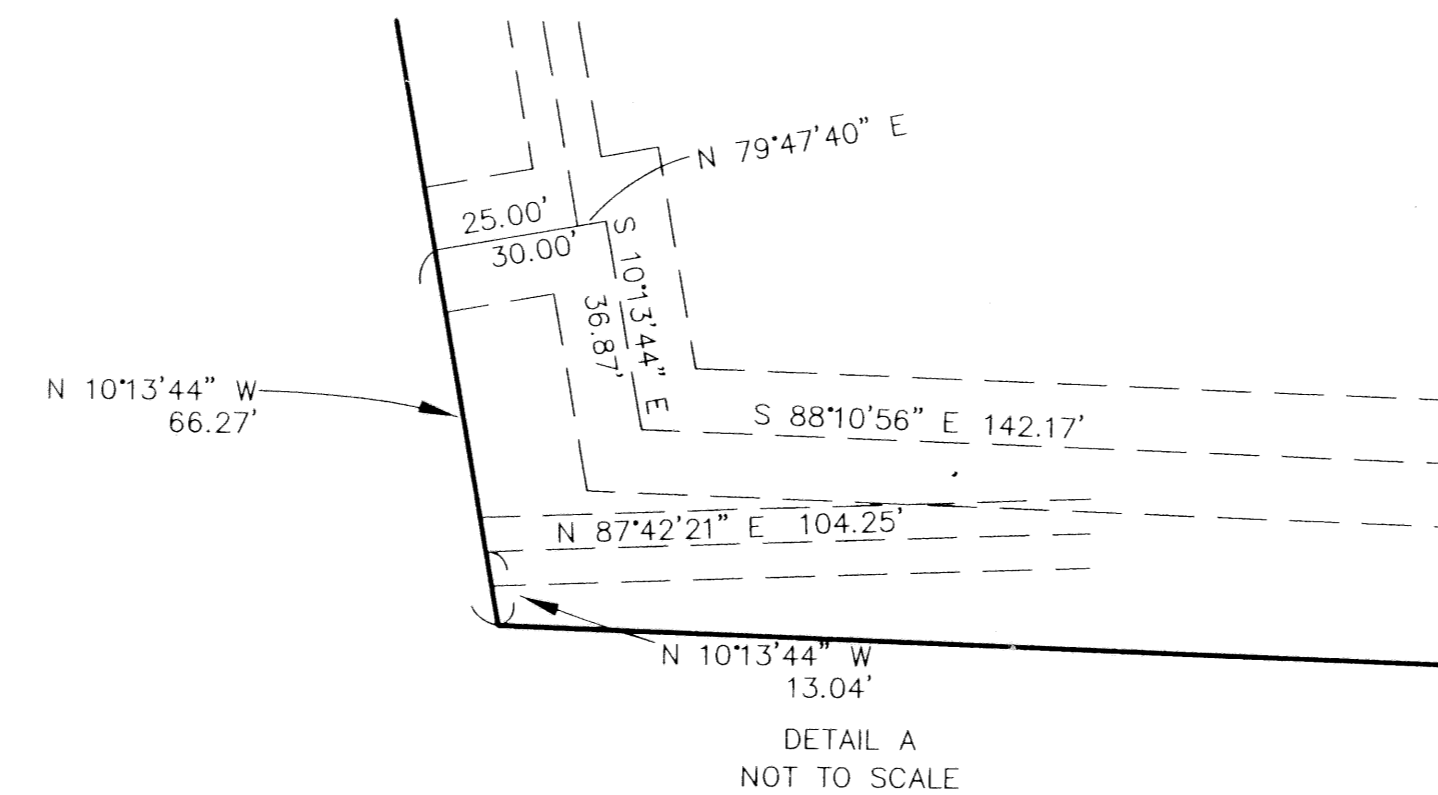 N 79°47'40" E
25.00'
30.00'
S 10°13'44" E
36.87'
N 10°13'44" W
66.27'
S 88°10'56" E 142.17'
N 87°42'21" E 104.25'
N 10°13'44" W
13.04'
DETAIL A
NOT TO SCALE